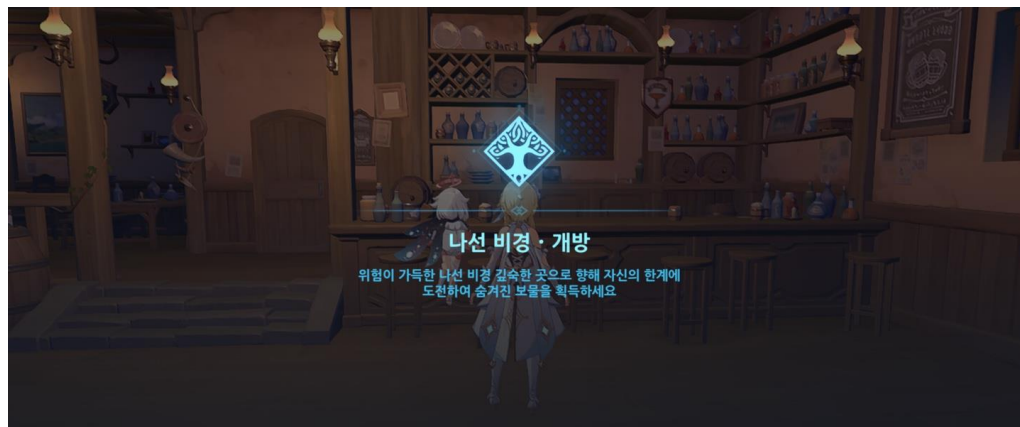 나선 비경 · 개방
위험이 가득한 나선 비경 깊숙한 곳으로 향해 자신의 한계에
도전하여 숨겨진 보물을 획득하세요